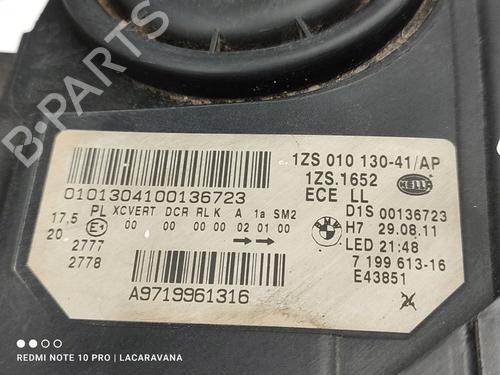 B-PARTS
1ZS 010 130-41/AP
1ZS.1652
HELLA
0101304100136723
ECE LL
17,5 PL XCVERT DCR RL K A 1a SM2
D1S 00136723
20 E1 00 00 00 00 02 01 00
H7 29.08.11
2777
LED 21:48
2778
7 199 613-16
A9719961316
E43851
REDMI NOTE 10 PRO | LACARAVANA